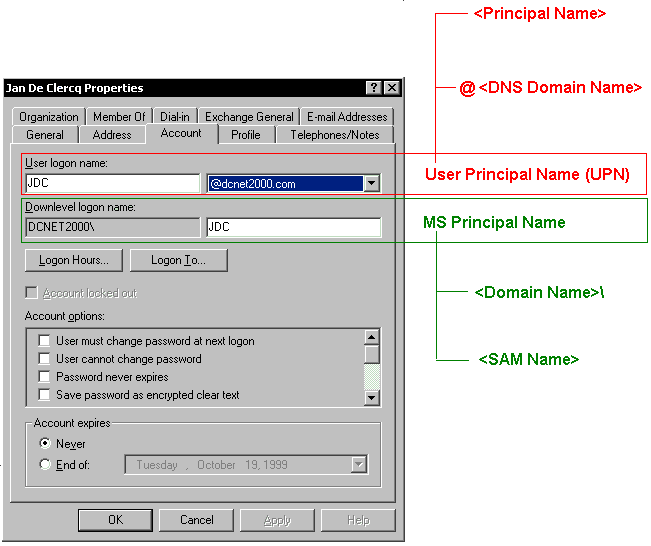 <Principal Name>
@ <DNS Domain Name>
Jan De Clercq Properties
Organization Member Of Dial-in Exchange General E-mail Addresses
General Address Account Profile Telephones/Notes
User logon name:
JDC @dcnet2000.com
User Principal Name (UPN)
Downlevel logon name:
DCNET2000\ JDC
MS Principal Name
Logon Hours... Logon To...
<Domain Name>\
Account locked out
Account options:
User must change password at next logon
User cannot change password
<SAM Name>
Password never expires
Save password as encrypted clear text
Account expires
Never
End of: Tuesday , October 19, 1999
OK Cancel Apply Help